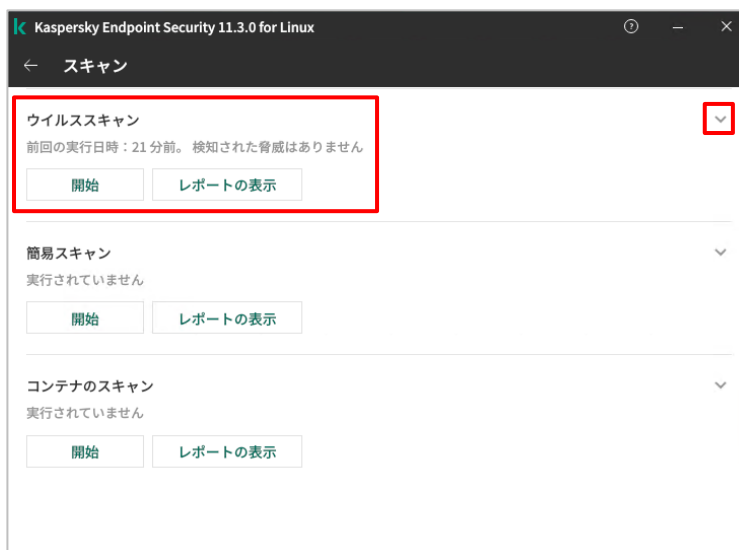 Kaspersky Endpoint Security 11.3.0 for Linux
スキャン
ウイルススキャン
前回の実行日時：21 分前。 検知された脅威はありません
開始 レポートの表示
簡易スキャン
実行されていません
開始 レポートの表示
コンテナのスキャン
実行されていません
開始 レポートの表示